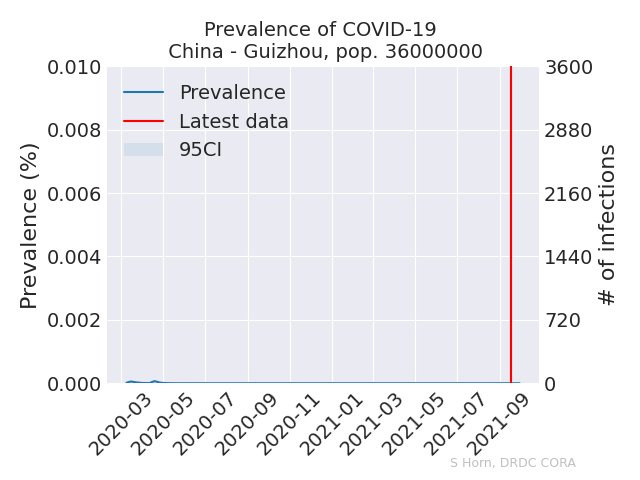 Prevalence of COVID-19
China - Guizhou, pop. 36000000
Prevalence
Latest data
95CI
Prevalence (%)
0.010
0.008
0.006
0.004
0.002
0.000
3600
2880
2160
1440
720
0
# of infections
2020-03
2020-05
2020-07
2020-09
2020-11
2021-01
2021-03
2021-05
2021-07
2021-09
S Horn, DRDC CORA